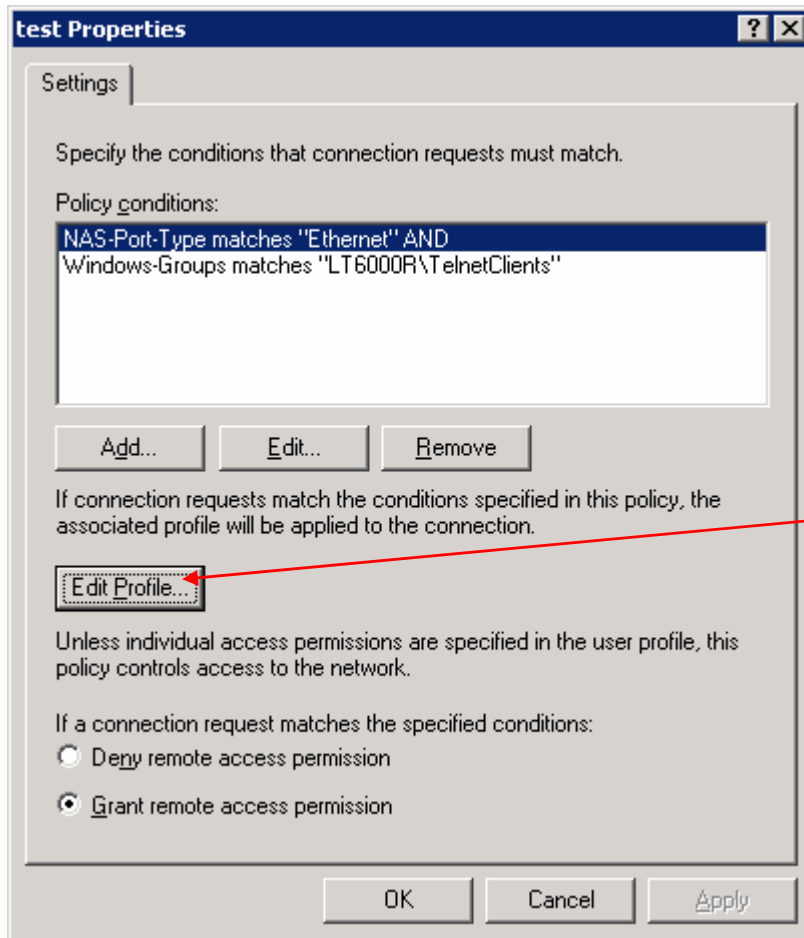 test Properties
? X
Settings
Specify the conditions that connection requests must match.
Policy conditions:
NAS-Port-Type matches "Ethernet" AND
Windows-Groups matches "LT6000R\TelnetClients"
Add... Edit... Remove
If connection requests match the conditions specified in this policy, the
associated profile will be applied to the connection.
Edit Profile...
Unless individual access permissions are specified in the user profile, this
policy controls access to the network.
If a connection request matches the specified conditions:
Deny remote access permission
Grant remote access permission
OK Cancel Apply